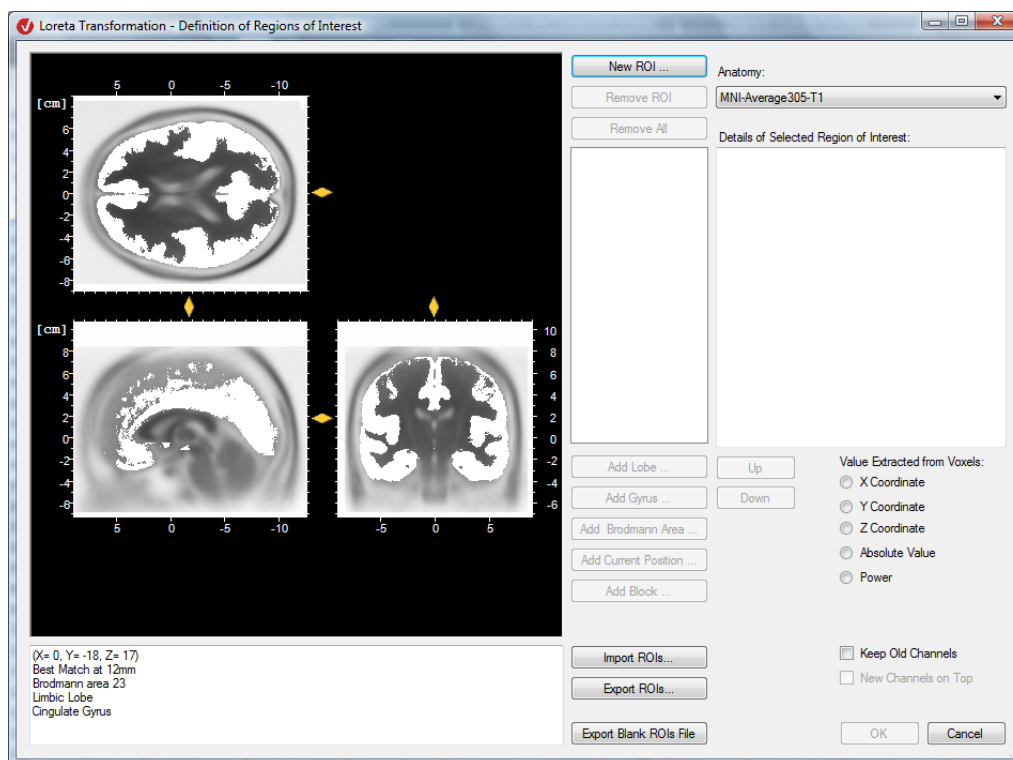 Loreta Transformation - Definition of Regions of Interest
5 0 -5 -10
[cm]
6
4
2
0
-2
-4
-6
-8
[cm]
8
6
4
2
0
-2
-4
-6
5 0 -5 -10
10
8
6
4
2
0
-2
-4
-6
-5 0 5
New ROI ...
Remove ROI
Remove All
Anatomy:
MNI-Average305-T1
Details of Selected Region of Interest:
Add Lobe ...
Add Gyrus ...
Add Brodmann Area ...
Add Current Position ...
Add Block ...
Up
Down
Value Extracted from Voxels:
X Coordinate
Y Coordinate
Z Coordinate
Absolute Value
Power
(X= 0, Y= -18, Z= 17)
Best Match at 12mm
Brodmann area 23
Limbic Lobe
Cingulate Gyrus
Import ROIs...
Export ROIs...
Export Blank ROIs File
Keep Old Channels
New Channels on Top
OK
Cancel